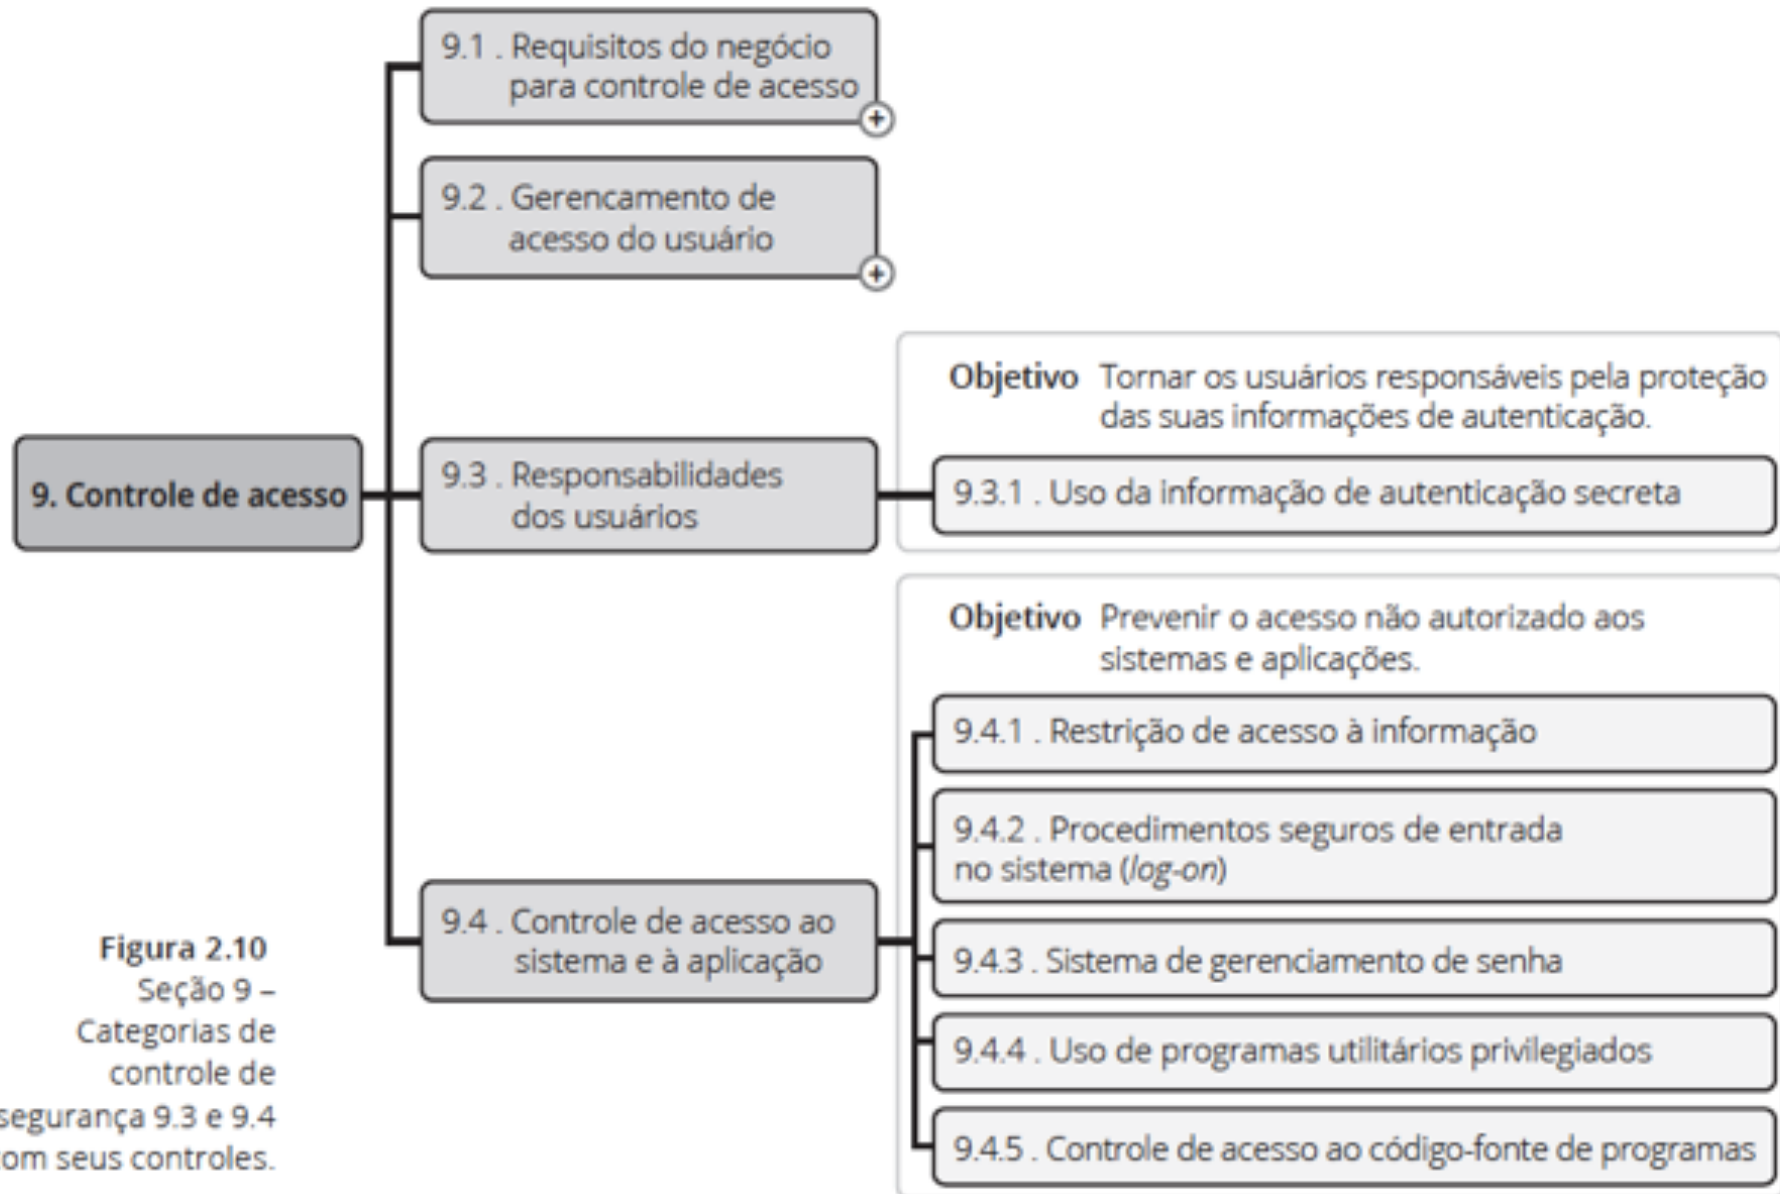 9.1 . Requisitos do negócio
para controle de acesso
+
9.2 . Gerencamento de
acesso do usuário
+
Objetivo Tornar os usuários responsáveis pela proteção
das suas informações de autenticação.
9. Controle de acesso
9.3 . Responsabilidades
dos usuários
9.3.1 . Uso da informação de autenticação secreta
Objetivo Prevenir o acesso não autorizado aos
sistemas e aplicações.
9.4.1 . Restrição de acesso à informação
9.4.2 . Procedimentos seguros de entrada
no sistema (log-on)
9.4 . Controle de acesso ao
sistema e à aplicação
9.4.3 . Sistema de gerenciamento de senha
9.4.4 . Uso de programas utilitários privilegiados
9.4.5 . Controle de acesso ao código-fonte de programas
Figura 2.10
Seção 9 –
Categorias de
controle de
segurança 9.3 e 9.4
com seus controles.